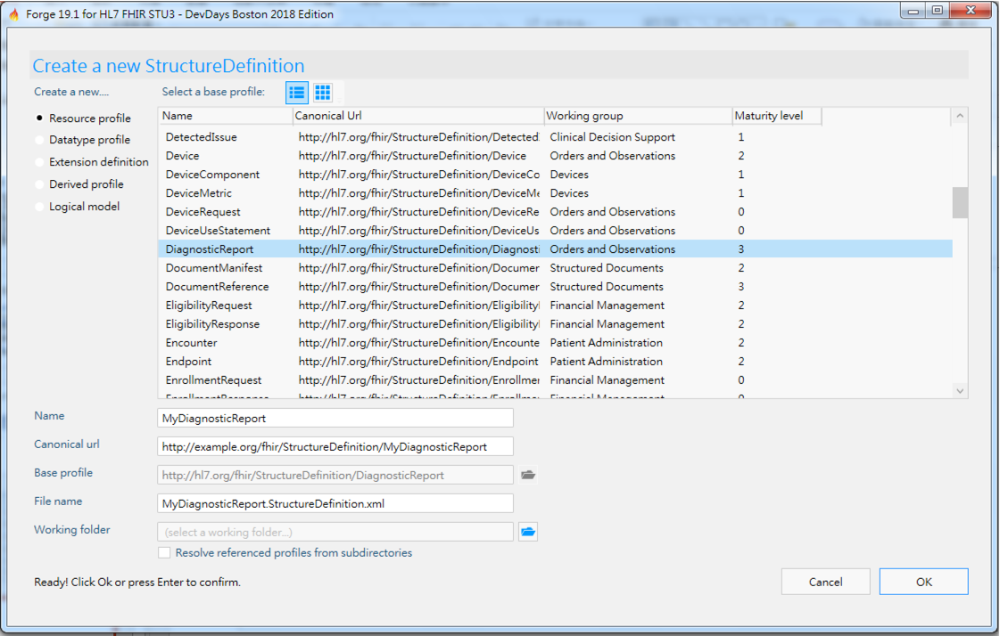 Forge 19.1 for HL7 FHIR STU3 - DevDays Boston 2018 Edition
Create a new StructureDefinition
Create a new.... Select a base profile:
Resource profile
Datatype profile
Extension definition
Derived profile
Logical model
Name Canonical Url Working group Maturity level
DetectedIssue http://hl7.org/fhir/StructureDefinition/Detected Clinical Decision Support 1
Device http://hl7.org/fhir/StructureDefinition/Device Orders and Observations 2
DeviceComponent http://hl7.org/fhir/StructureDefinition/DeviceCo Devices 1
DeviceMetric http://hl7.org/fhir/StructureDefinition/DeviceMe Devices 1
DeviceRequest http://hl7.org/fhir/StructureDefinition/DeviceRe Orders and Observations 0
DeviceUseStatement http://hl7.org/fhir/StructureDefinition/DeviceUs Orders and Observations 0
DiagnosticReport http://hl7.org/fhir/StructureDefinition/Diagnosti Orders and Observations 3
DocumentManifest http://hl7.org/fhir/StructureDefinition/Documer Structured Documents 2
DocumentReference http://hl7.org/fhir/StructureDefinition/Documer Structured Documents 3
EligibilityRequest http://hl7.org/fhir/StructureDefinition/Eligibility Financial Management 2
EligibilityResponse http://hl7.org/fhir/StructureDefinition/Eligibility Financial Management 2
Encounter http://hl7.org/fhir/StructureDefinition/Encounte Patient Administration 2
Endpoint http://hl7.org/fhir/StructureDefinition/Endpoint Patient Administration 2
EnrollmentRequest http://hl7.org/fhir/StructureDefinition/Enrollmer Financial Management 0
EnrollmentResponse http://hl7.org/fhir/StructureDefinition/Enrollme Financial Management 0
Name MyDiagnosticReport
Canonical url http://example.org/fhir/StructureDefinition/MyDiagnosticReport
Base profile http://hl7.org/fhir/StructureDefinition/DiagnosticReport
File name MyDiagnosticReport.StructureDefinition.xml
Working folder (select a working folder...)
Resolve referenced profiles from subdirectories
Ready! Click Ok or press Enter to confirm. Cancel OK